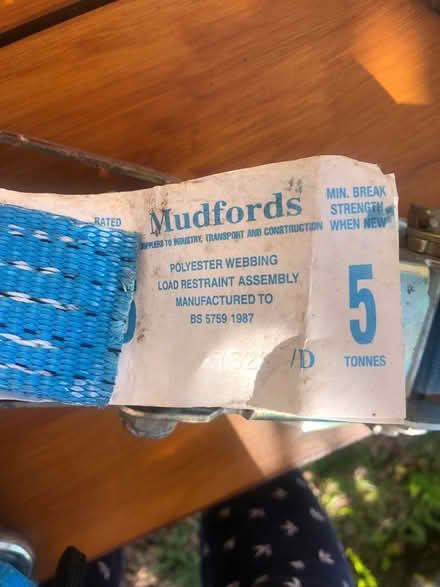 RATED
Mudfords
SUPPLIERS TO INDUSTRY, TRANSPORT AND CONSTRUCTION
POLYESTER WEBBING
LOAD RESTRAINT ASSEMBLY
MANUFACTURED TO
BS 5759 1987
/D
MIN. BREAK
STRENGTH
WHEN NEW
5
TONNES